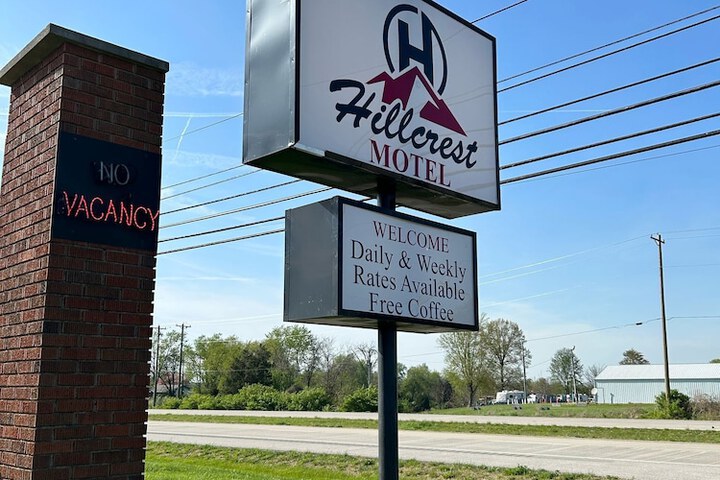 NO
VACANCY
H
Hillcrest
MOTEL
WELCOME
Daily & Weekly
Rates Available
Free Coffee